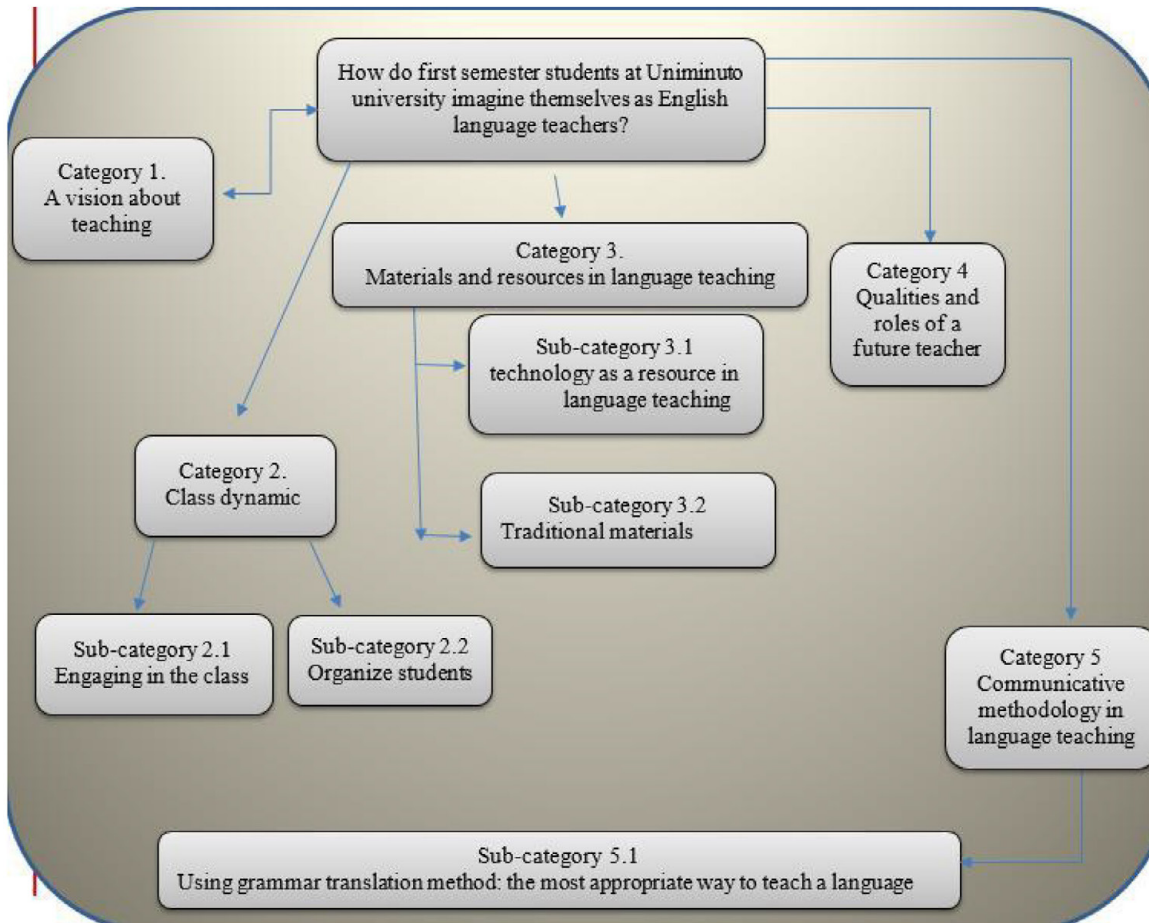 How do first semester students at Uniminuto
university imagine themselves as English
language teachers?
Category 1.
A vision about
teaching
Category 3.
Materials and resources in language teaching
Category 4
Qualities and
roles of a
future teacher
Sub-category 3.1
technology as a resource in
language teaching
Category 2.
Class dynamic
Sub-category 3.2
Traditional materials
Sub-category 2.1
Engaging in the class
Sub-category 2.2
Organize students
Category 5
Communicative
methodology in
language teaching
Sub-category 5.1
Using grammar translation method: the most appropriate way to teach a language